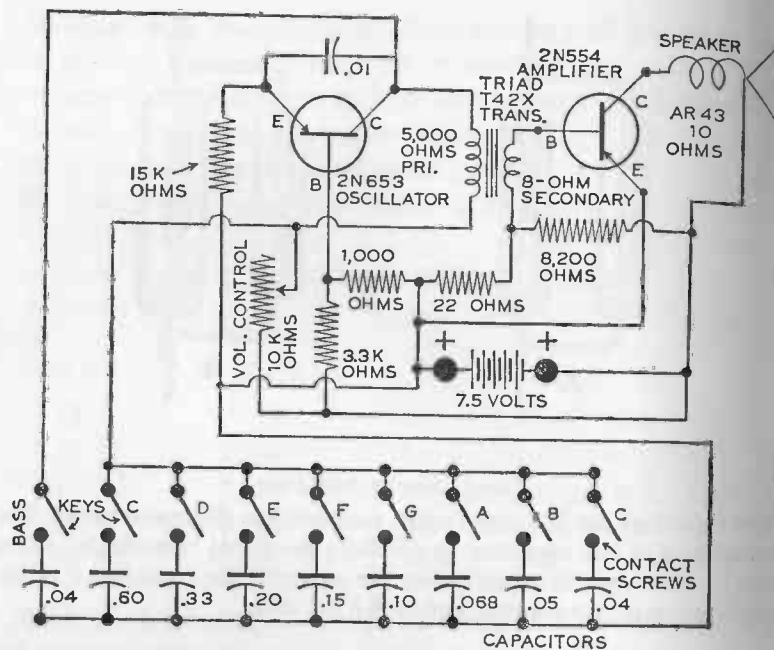 .01
2N554
AMPLIFIER
SPEAKER
TRIAD
T42X
TRANS.
E
C
B
C
B
E
AR 43
10
OHMS
15 K
OHMS
5,000
OHMS
PRI.
2N653
OSCILLATOR
8-OHM
SECONDARY
VOL. CONTROL
10 K
OHMS
1,000
OHMS
22 OHMS
8,200
OHMS
3.3 K
OHMS
+ +
7.5 VOLTS
BASS
KEYS
C D E F G A B C
CONTACT
SCREWS
.04 .60 .33 .20 .15 .10 .068 .05 .04
CAPACITORS